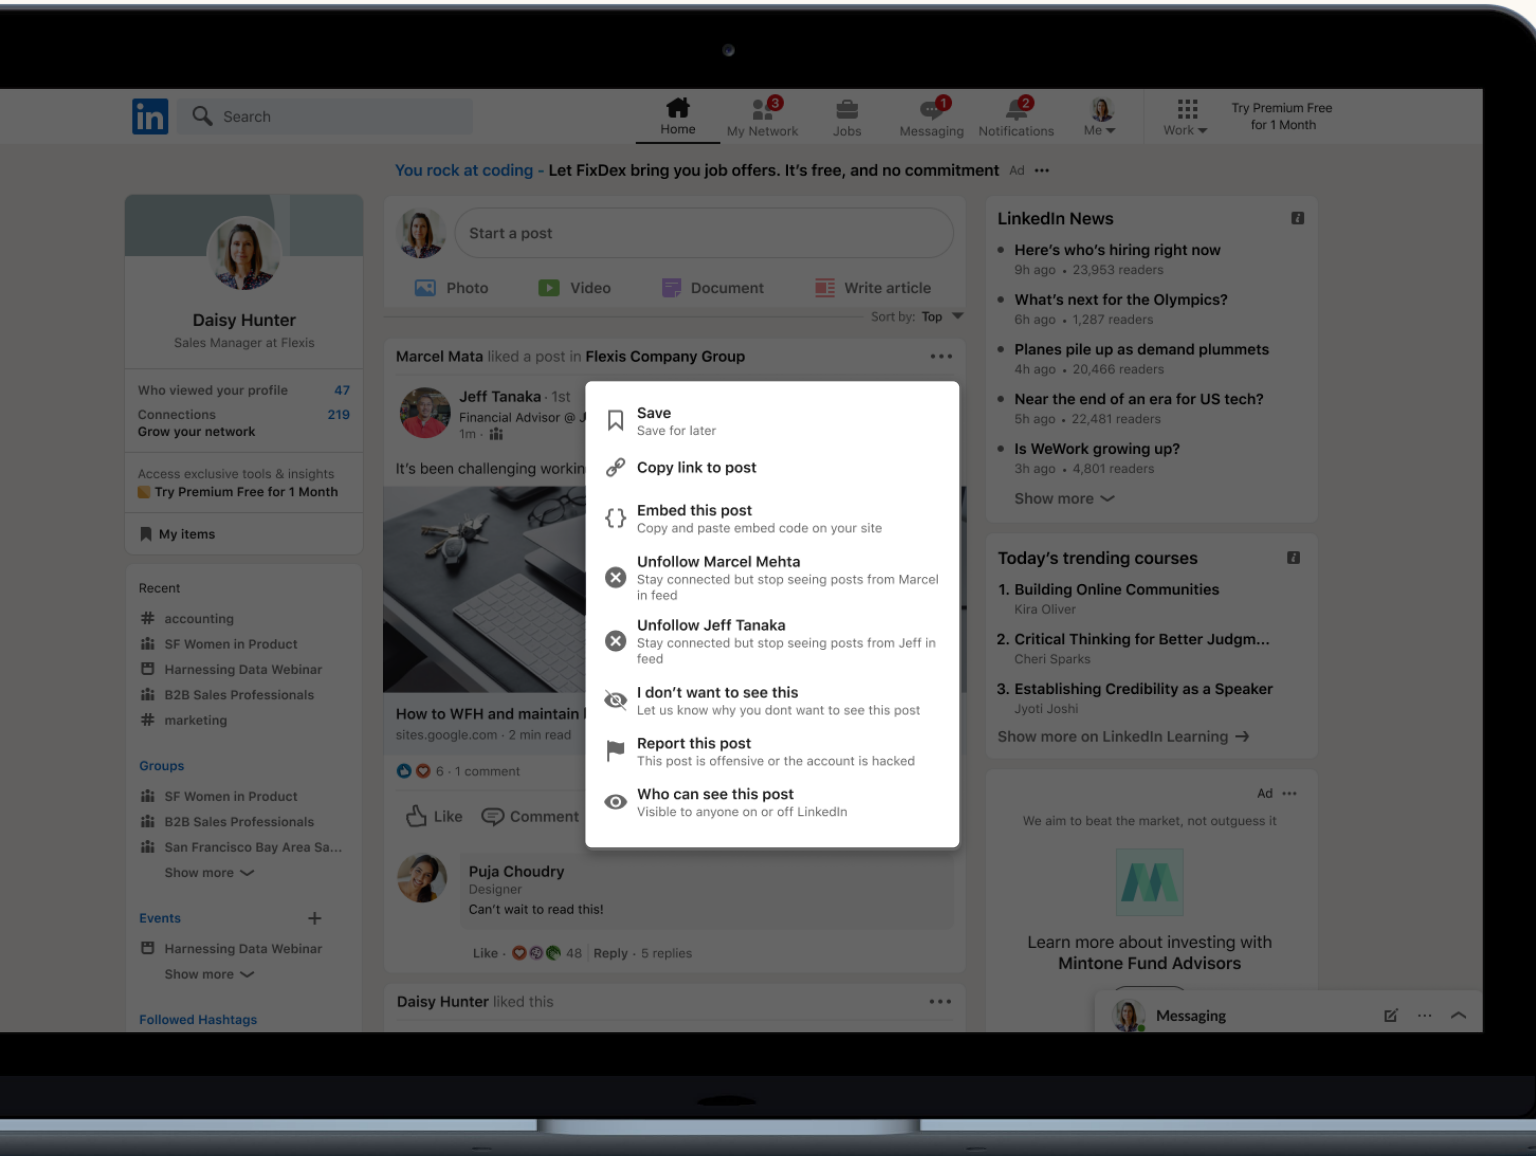 in
Search
Home
3
My Network
Jobs
1
Messaging
2
Notifications
Me
Work
Try Premium Free
for 1 Month
You rock at coding - Let FixDex bring you job offers. It's free, and no commitment Ad
Daisy Hunter
Sales Manager at Flexis
Who viewed your profile 47
Connections 219
Grow your network
Access exclusive tools & insights
Try Premium Free for 1 Month
My items
Recent
# accounting
SF Women in Product
Harnessing Data Webinar
B2B Sales Professionals
# marketing
Groups
SF Women in Product
B2B Sales Professionals
San Francisco Bay Area Sa...
Show more
Events +
Harnessing Data Webinar
Show more
Followed Hashtags
Start a post
Photo
Video
Document
Write article
Sort by: Top
Marcel Mata liked a post in Flexis Company Group
Jeff Tanaka · 1st
Financial Advisor @ J
1m ·
It's been challenging workin
How to WFH and maintain
sites.google.com · 2 min read
6 · 1 comment
Like
Comment
Puja Choudry
Designer
Can't wait to read this!
Like · 48 | Reply · 5 replies
Daisy Hunter liked this
Save
Save for later
Copy link to post
{} Embed this post
Copy and paste embed code on your site
Unfollow Marcel Mehta
Stay connected but stop seeing posts from Marcel
in feed
Unfollow Jeff Tanaka
Stay connected but stop seeing posts from Jeff in
feed
I don't want to see this
Let us know why you dont want to see this post
Report this post
This post is offensive or the account is hacked
Who can see this post
Visible to anyone on or off LinkedIn
LinkedIn News
• Here's who's hiring right now
9h ago • 23,953 readers
• What's next for the Olympics?
6h ago • 1,287 readers
• Planes pile up as demand plummets
4h ago • 20,466 readers
• Near the end of an era for US tech?
5h ago • 22,481 readers
• Is WeWork growing up?
3h ago • 4,801 readers
Show more
Today's trending courses
1. Building Online Communities
Kira Oliver
2. Critical Thinking for Better Judgm...
Cheri Sparks
3. Establishing Credibility as a Speaker
Jyoti Joshi
Show more on LinkedIn Learning →
Ad
We aim to beat the market, not outguess it
Learn more about investing with
Mintone Fund Advisors
Messaging